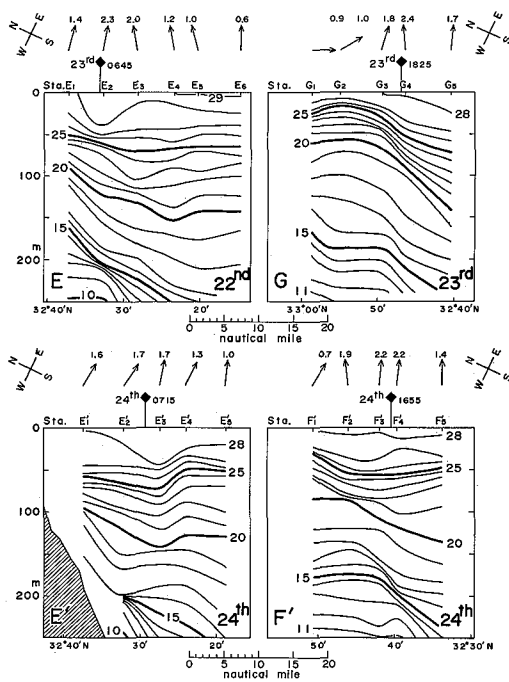 N E W S
1.4 2.3 2.0 1.2 1.0 0.6
23rd 0645
Sta. E1 E2 E3 E4 E5 E6
0 29
25
20
100
15
m
200
10 E 22nd
32°40'N 30' 32°20'N
0.9 1.0 1.8 2.4 1.7
23rd 1825
Sta. G1 G2 G3 G4 G5
28
25
20
15
11 G 23rd
33°00'N 50' 32°40'N
0 5 10 15 20
nautical mile
N E W S
1.6 1.7 1.7 1.3 1.0
24th 0715
Sta. E'1 E'2 E'3 E'4 E'5
0 28
25
100
20
m
200
15
E' 10 24th
32°40'N 30' 32°20'N
N E W S
0.7 1.9 2.2 2.2 1.4
24th 1655
Sta. F'1 F'2 F'3 F'4 F'5
28
25
20
15
11 F' 24th
50' 40' 32°30'N
0 5 10 15 20
nautical mile